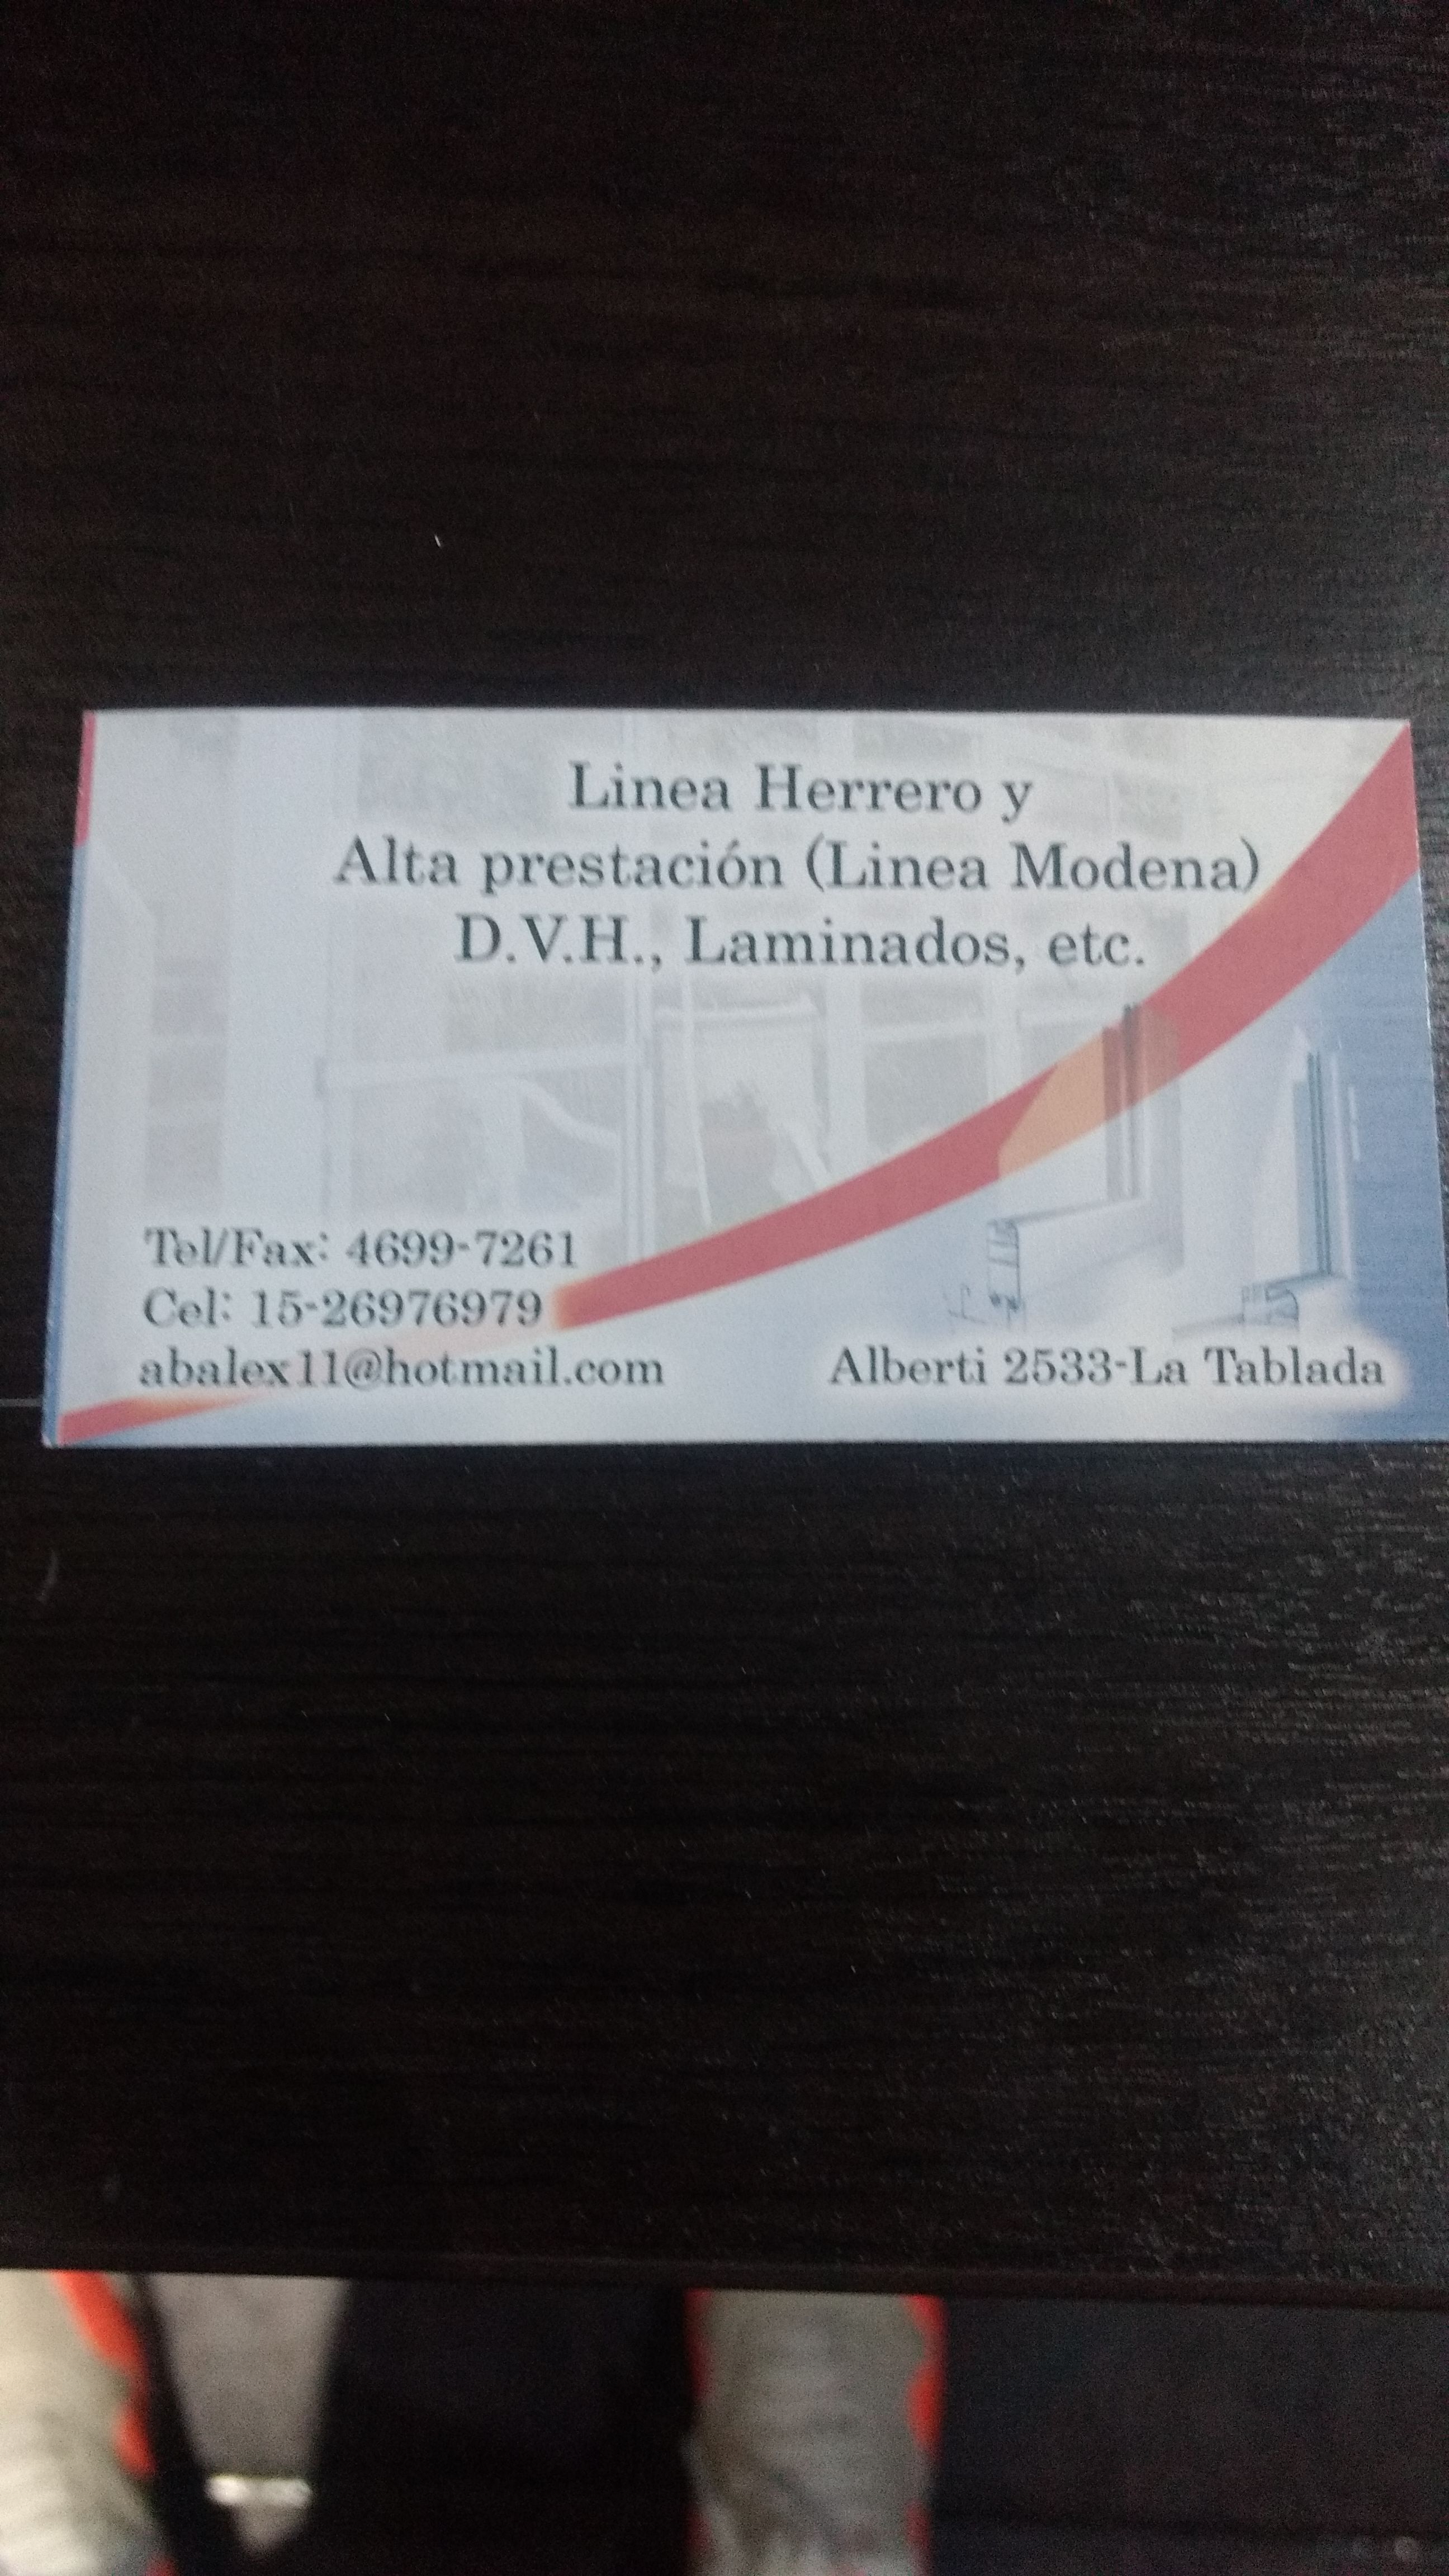 Linea Herrero y
Alta prestación (Linea Modena)
D.V.H., Laminados, etc.
Tel/Fax: 4699-7261
Cel: 15-26976979
abalex11@hotmail.com
Alberti 2533-La Tablada